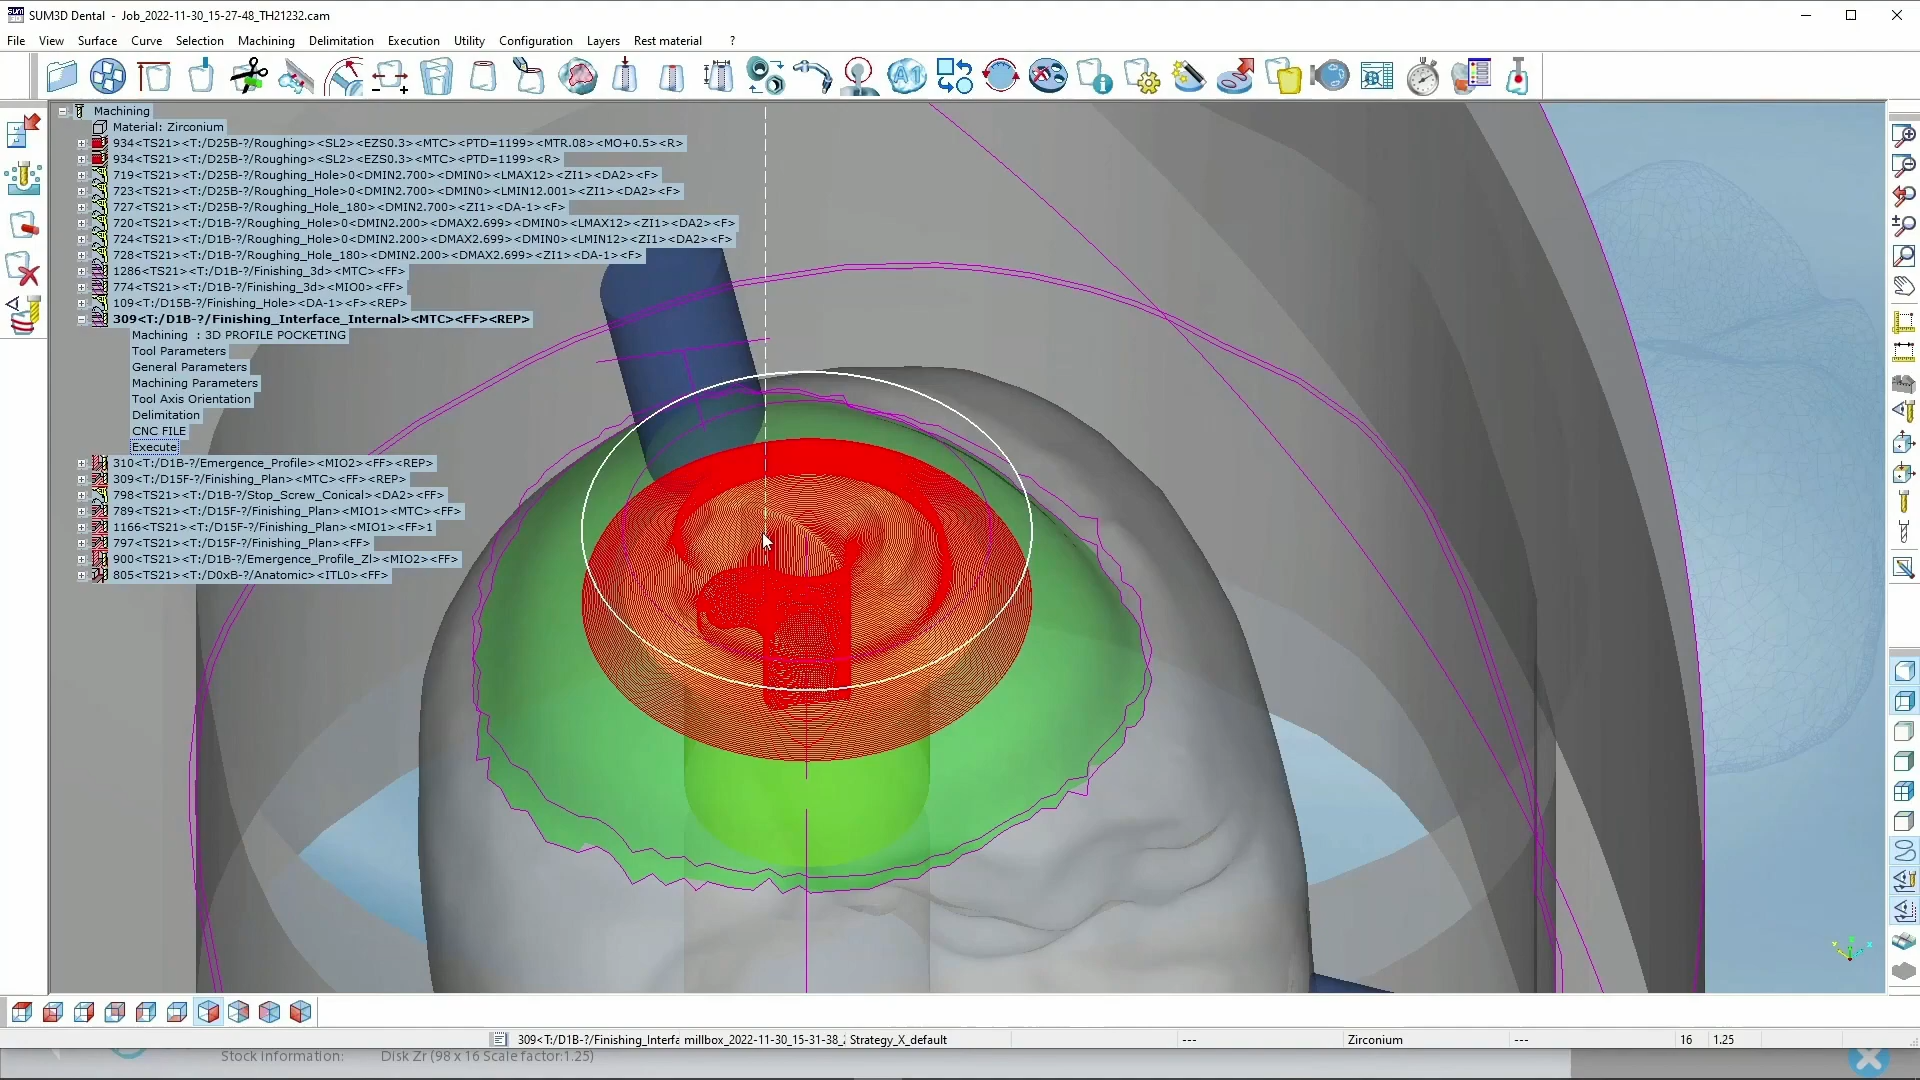 SUM3D Dental - Job_2022-11-30_15-27-48_TH21232.cam
File View Surface Curve Selection Machining Delimitation Execution Utility Configuration Layers Rest material ?
Machining
Material: Zirconium
934<TS21><T:/D25B-?/Roughing><SL2><EZS0.3><MTC><PTD=1199><MTR.08><MO+0.5><R>
934<TS21><T:/D25B-?/Roughing><SL2><EZS0.3><MTC><PTD=1199><R>
719<TS21><T:/D25B-?/Roughing_Hole>0<DMIN2.700><DMIN0><LMAX12><ZI1><DA2><F>
723<TS21><T:/D25B-?/Roughing_Hole>0<DMIN2.700><DMIN0><LMIN12.001><ZI1><DA2><F>
727<TS21><T:/D25B-?/Roughing_Hole_180><DMIN2.700><ZI1><DA-1><F>
720<TS21><T:/D1B-?/Roughing_Hole>0<DMIN2.200><DMAX2.699><DMIN0><LMAX12><ZI1><DA2><F>
724<TS21><T:/D1B-?/Roughing_Hole>0<DMIN2.200><DMAX2.699><DMIN0><LMIN12><ZI1><DA2><F>
728<TS21><T:/D1B-?/Roughing_Hole_180><DMIN2.200><DMAX2.699><ZI1><DA-1><F>
1286<TS21><T:/D1B-?/Finishing_3d><MTC><FF>
774<TS21><T:/D1B-?/Finishing_3d><MIO0><FF>
109<T:/D15B-?/Finishing_Hole><DA-1><F><REP>
309<T:/D1B-?/Finishing_Interface_Internal><MTC><FF><REP>
Machining : 3D PROFILE POCKETING
Tool Parameters
General Parameters
Machining Parameters
Tool Axis Orientation
Delimitation
CNC FILE
Execute
310<T:/D1B-?/Emergence_Profile><MIO2><FF><REP>
309<T:/D15F-?/Finishing_Plan><MTC><FF><REP>
798<TS21><T:/D1B-?/Stop_Screw_Conical><DA2><FF>
789<TS21><T:/D15F-?/Finishing_Plan><MIO1><MTC><FF>
1166<TS21><T:/D15F-?/Finishing_Plan><MIO1><FF>1
797<TS21><T:/D15F-?/Finishing_Plan><FF>
900<TS21><T:/D1B-?/Emergence_Profile_ZI><MIO2><FF>
805<TS21><T:/D0xB-?/Anatomic><ITL0><FF>
309<T:/D1B-?/Finishing_Interfa millbox_2022-11-30_15-31-38_ Strategy_X_default --- Zirconium --- 16 1.25
Stock information: Disk Zr (98 x 16 Scale factor:1.25)